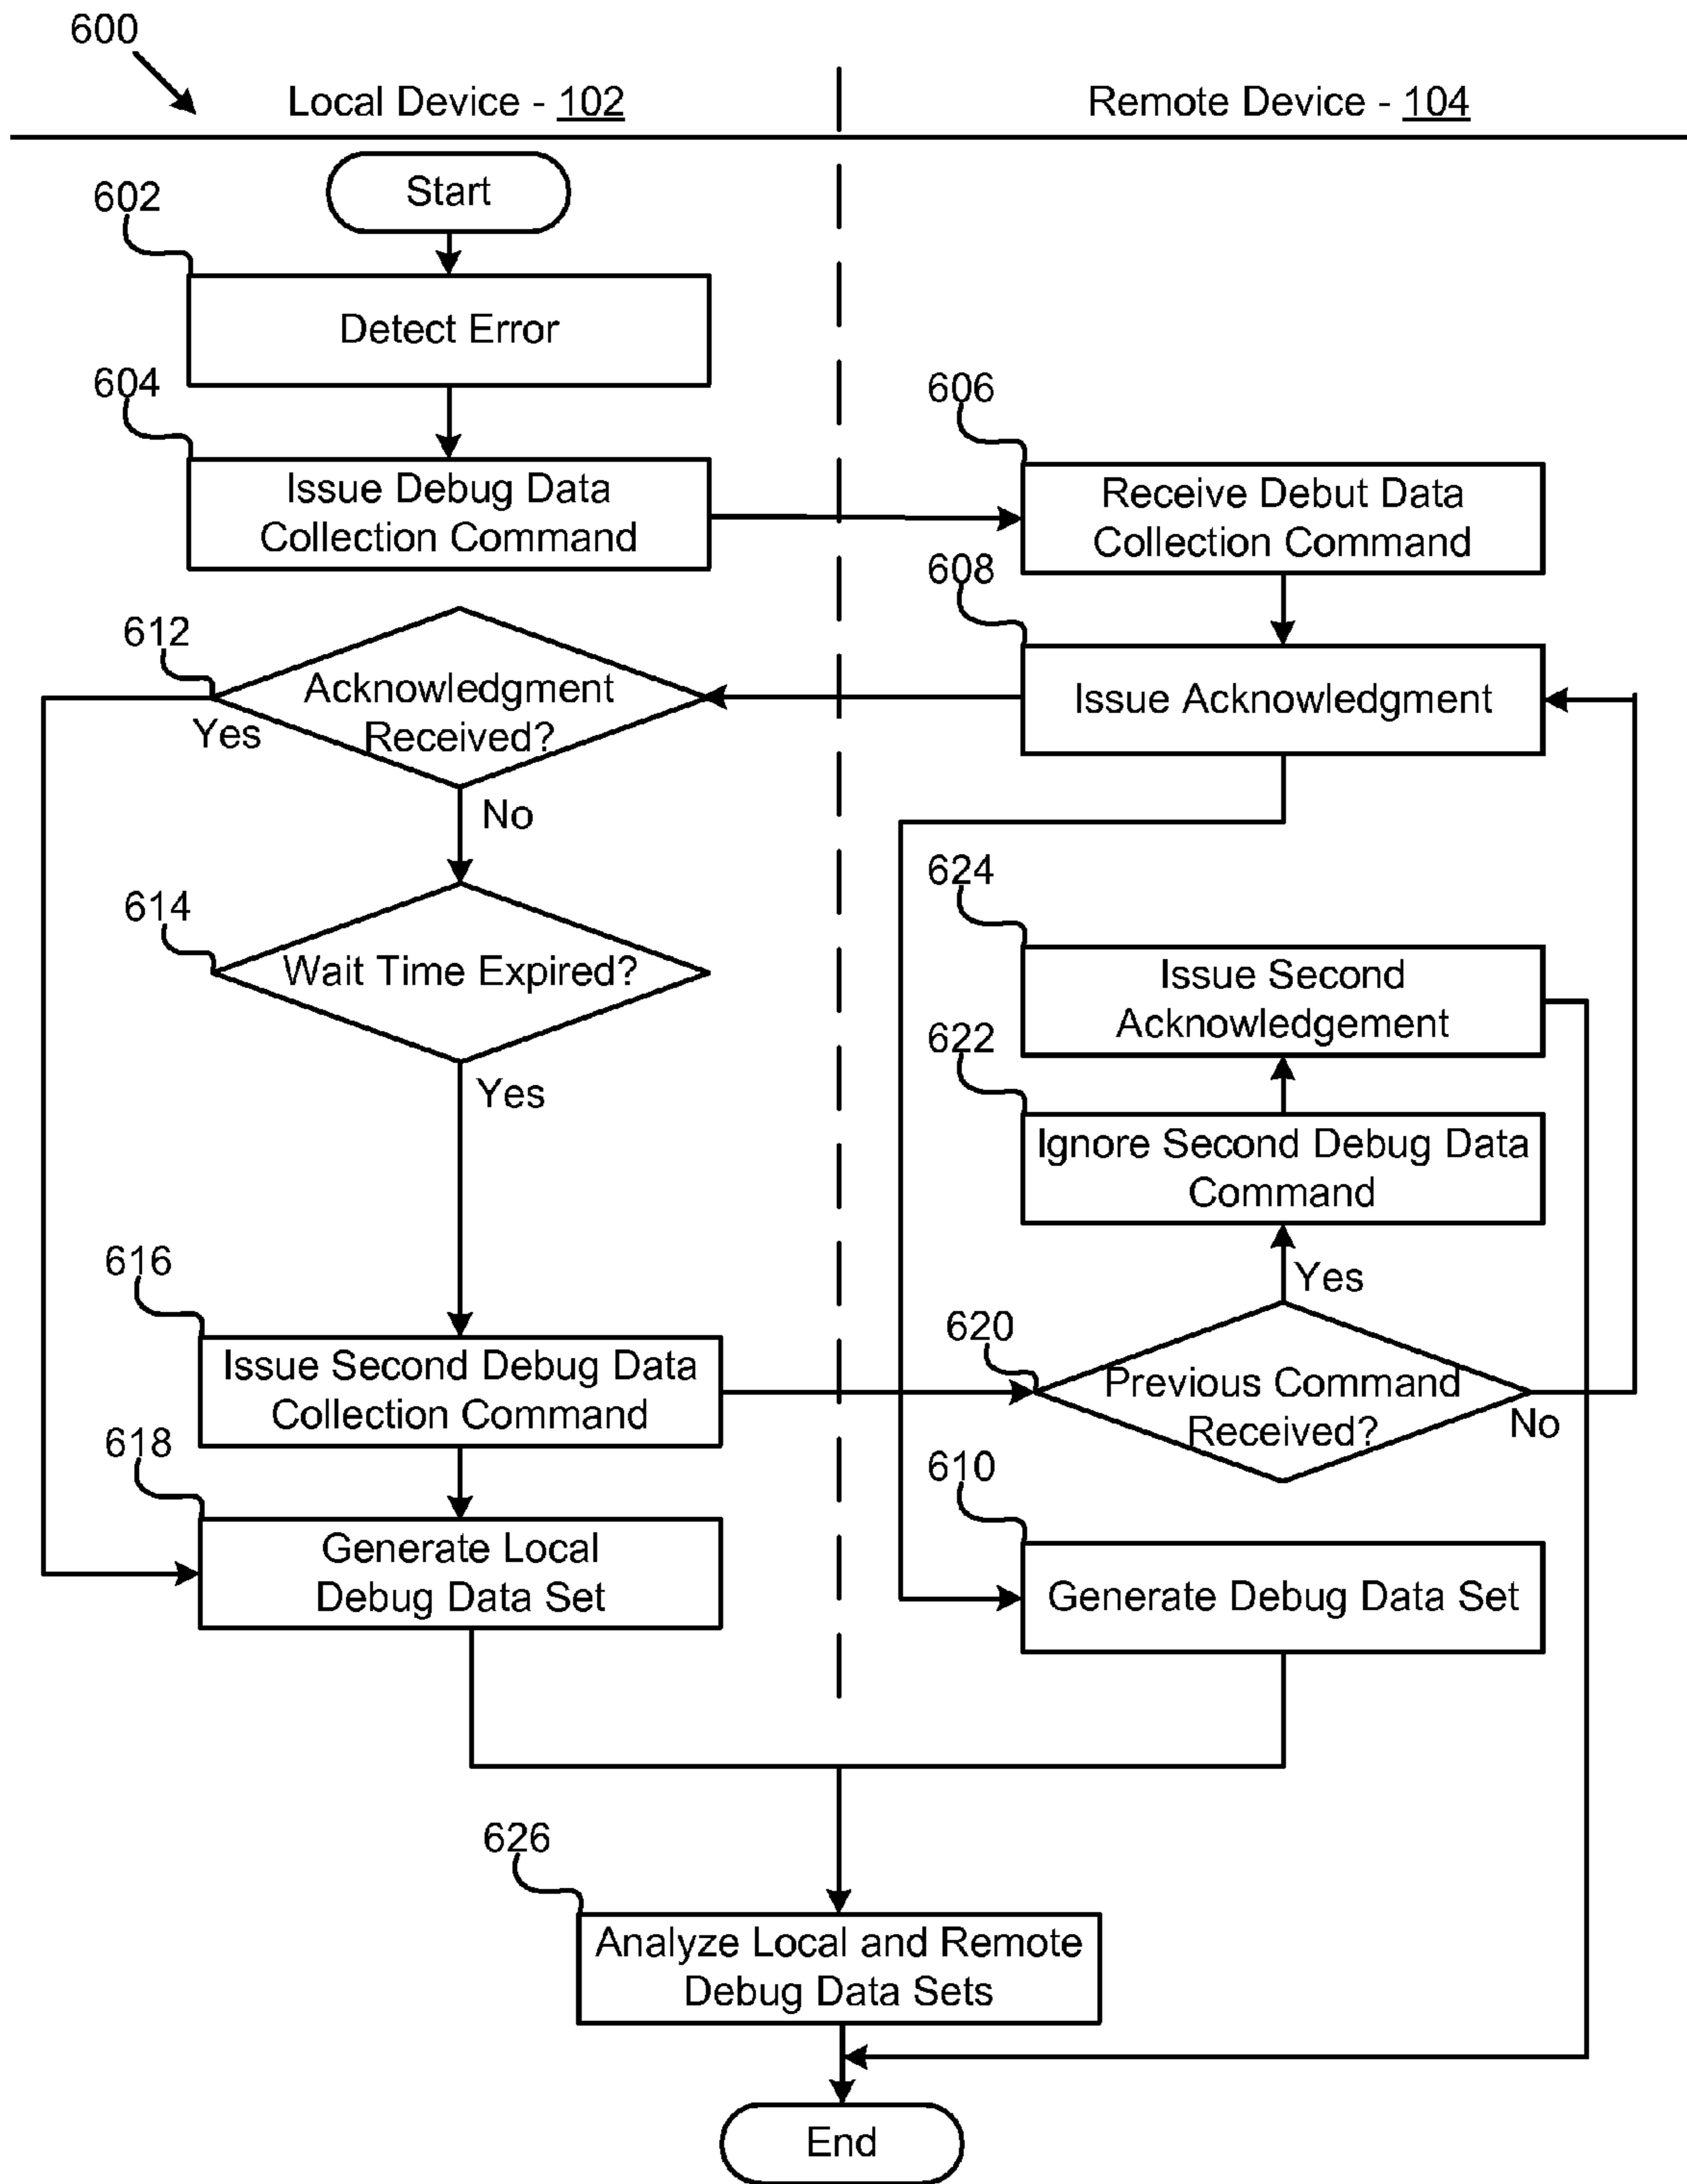 600
Local Device - 102
Remote Device - 104
Start
602
Detect Error
604
Issue Debug Data
Collection Command
606
Receive Debut Data
Collection Command
608
Issue Acknowledgment
612
Acknowledgment
Received?
Yes
No
614
Wait Time Expired?
Yes
624
Issue Second
Acknowledgement
622
Ignore Second Debug Data
Command
Yes
616
Issue Second Debug Data
Collection Command
620
Previous Command
Received?
No
618
Generate Local
Debug Data Set
610
Generate Debug Data Set
626
Analyze Local and Remote
Debug Data Sets
End